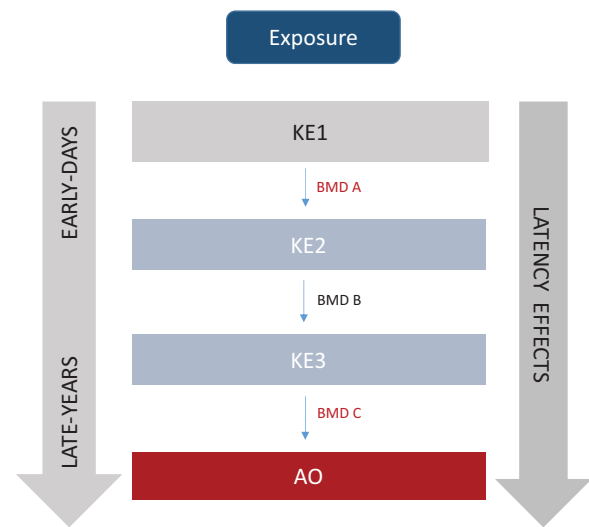 Exposure
EARLY-DAYS
LATE-YEARS
KE1
BMD A
KE2
BMD B
KE3
BMD C
AO
LATENCY EFFECTS